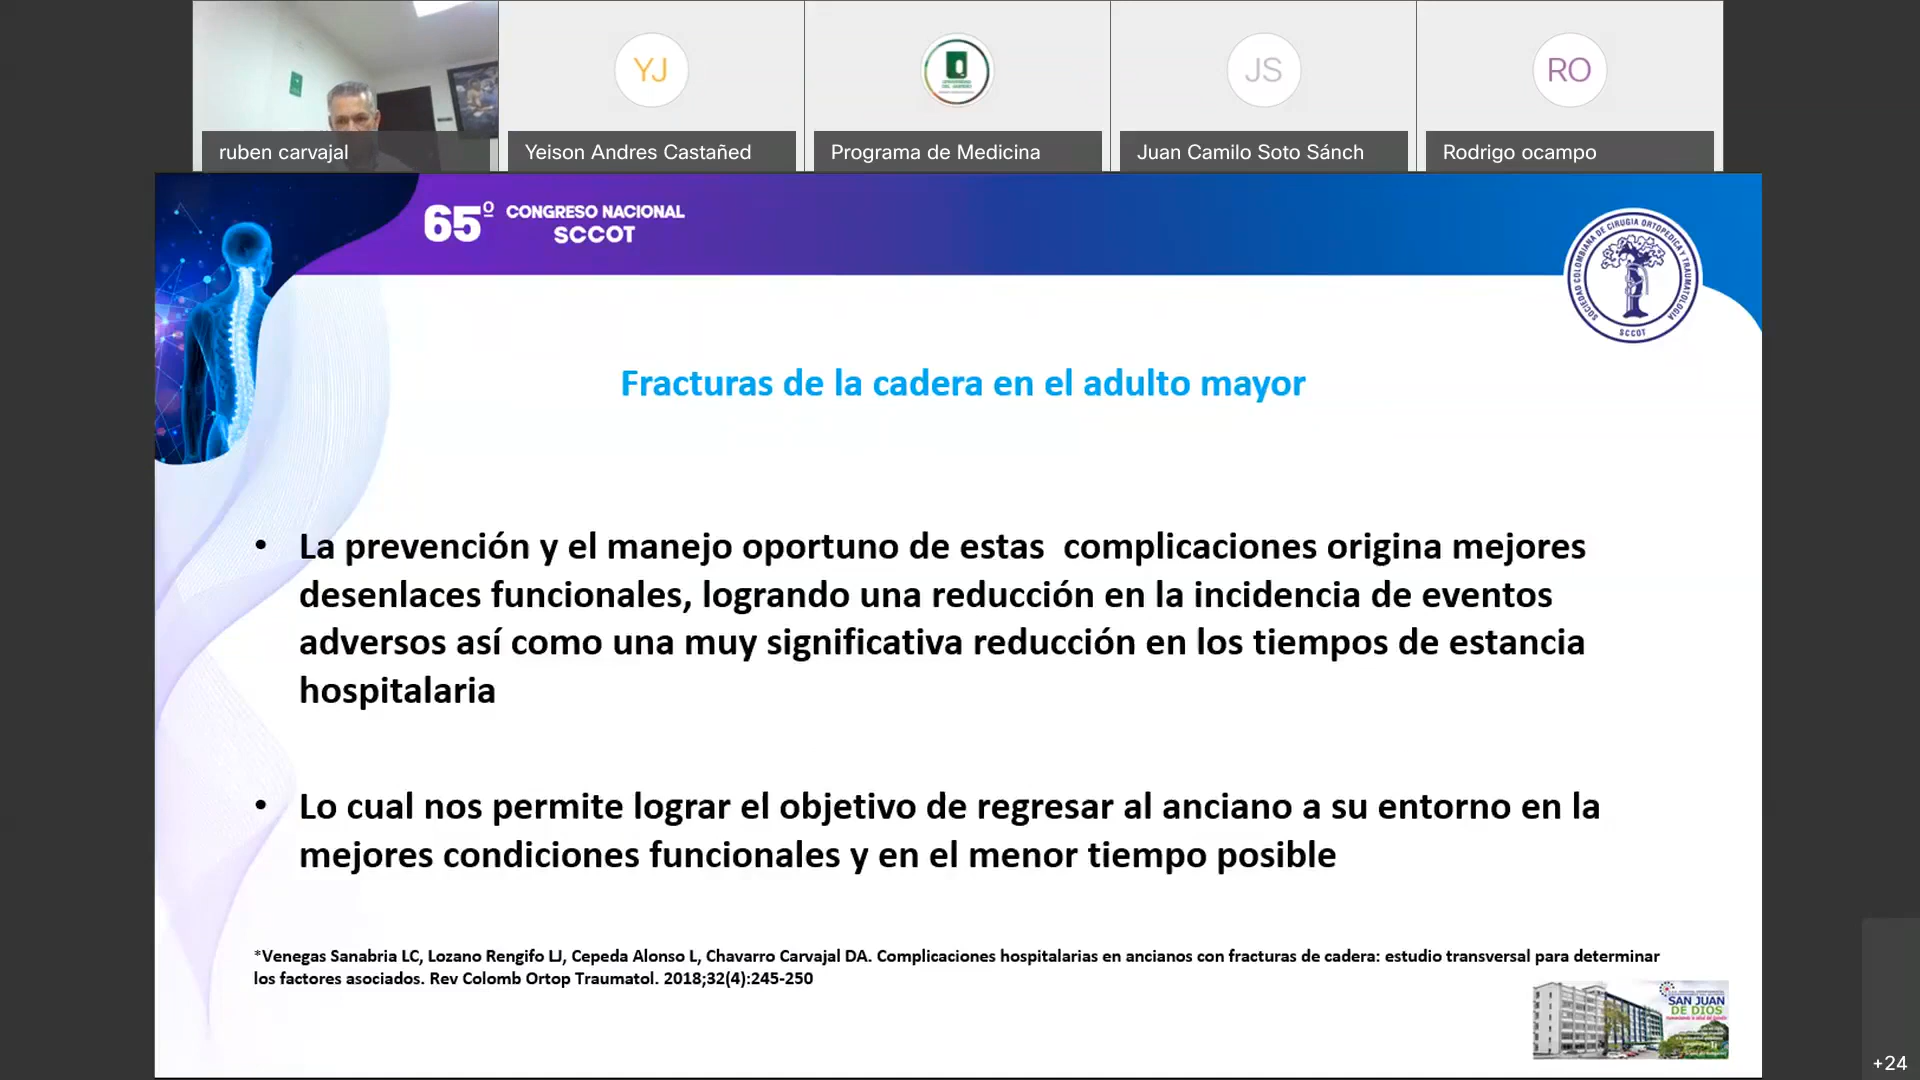 YJ
JS
RO
ruben carvajal
Yeison Andres Castañed
Programa de Medicina
Juan Camilo Soto Sánch
Rodrigo ocampo
65º CONGRESO NACIONAL
SCCOT
SOCIEDAD COLOMBIANA DE CIRUGIA ORTOPEDICA Y TRAUMATOLOGIA
SCCOT
Fracturas de la cadera en el adulto mayor
• La prevención y el manejo oportuno de estas  complicaciones origina mejores
desenlaces funcionales, logrando una reducción en la incidencia de eventos
adversos así como una muy significativa reducción en los tiempos de estancia
hospitalaria
• Lo cual nos permite lograr el objetivo de regresar al anciano a su entorno en la
mejores condiciones funcionales y en el menor tiempo posible
*Venegas Sanabria LC, Lozano Rengifo LJ, Cepeda Alonso L, Chavarro Carvajal DA. Complicaciones hospitalarias en ancianos con fracturas de cadera: estudio transversal para determinar
los factores asociados. Rev Colomb Ortop Traumatol. 2018;32(4):245-250
SAN JUAN
DE DIOS
+24